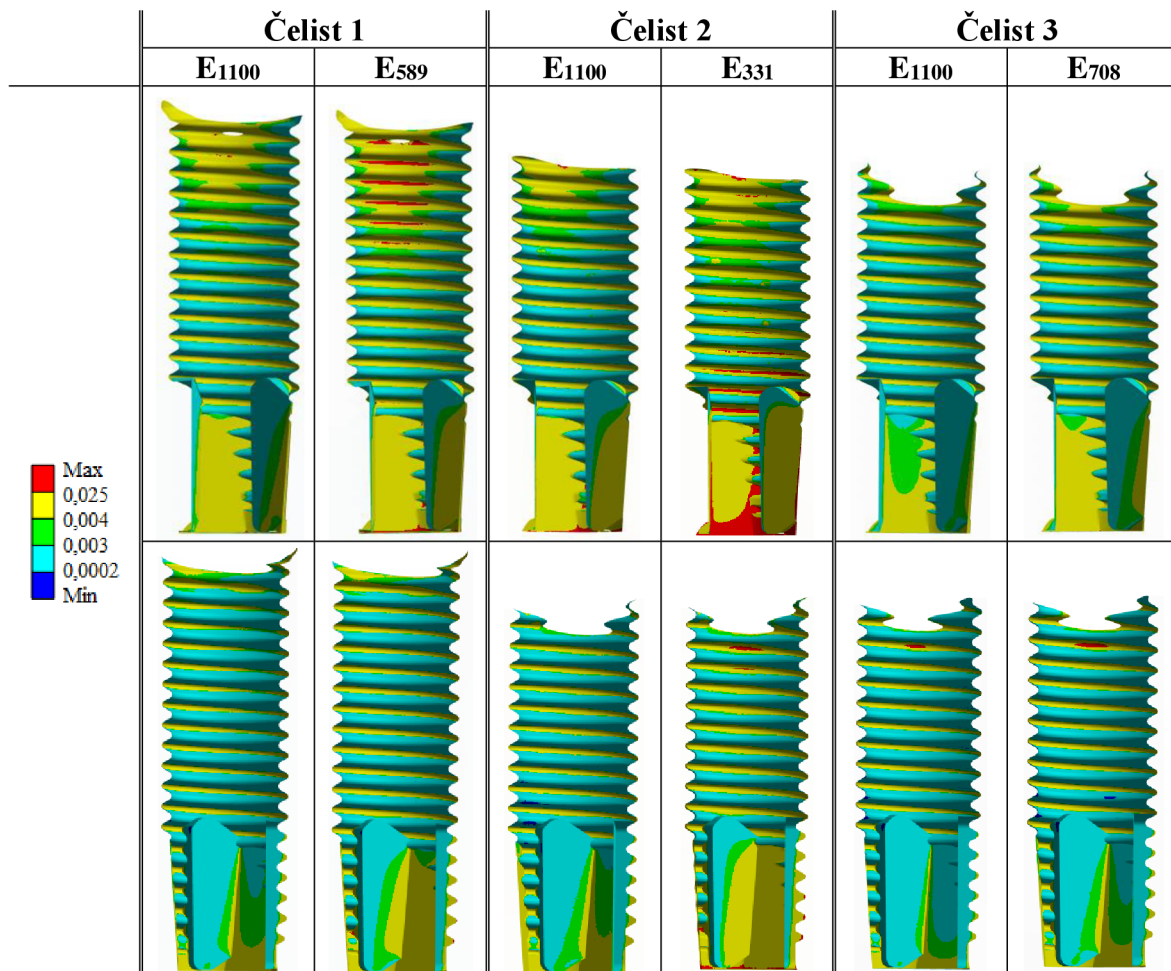 Čelist 1 Čelist 2 Čelist 3
E1100 E589 E1100 E331 E1100 E708
Max
0,025
0,004
0,003
0,0002
Min